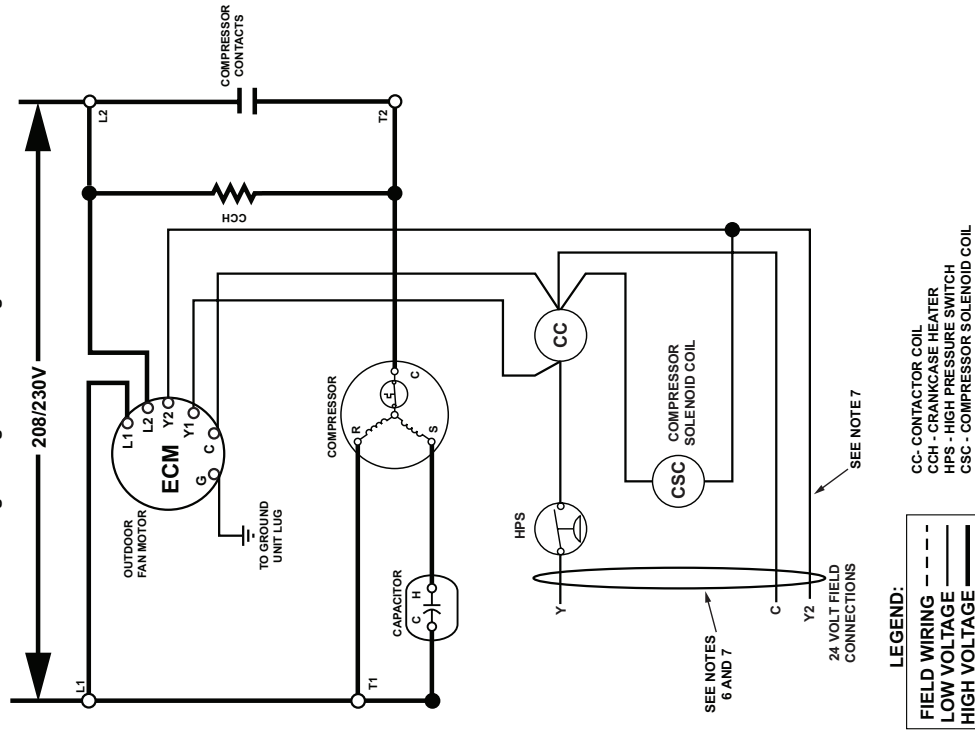 208/230V
L1
L2
COMPRESSOR
CONTACTS
OUTDOOR
FAN MOTOR
ECM
L1
L2
Y2
Y1
C
G
TO GROUND
UNIT LUG
CCH
T2
COMPRESSOR
R
S
C
CAPACITOR
C
H
T1
HPS
CC
COMPRESSOR
SOLENOID COIL
CSC
Y
C
Y2
SEE NOTES
6 AND 7
24 VOLT FIELD
CONNECTIONS
SEE NOTE 7
LEGEND:
FIELD WIRING
LOW VOLTAGE
HIGH VOLTAGE
CC- CONTACTOR COIL
CCH - CRANKCASE HEATER
HPS - HIGH PRESSURE SWITCH
CSC - COMPRESSOR SOLENOID COIL